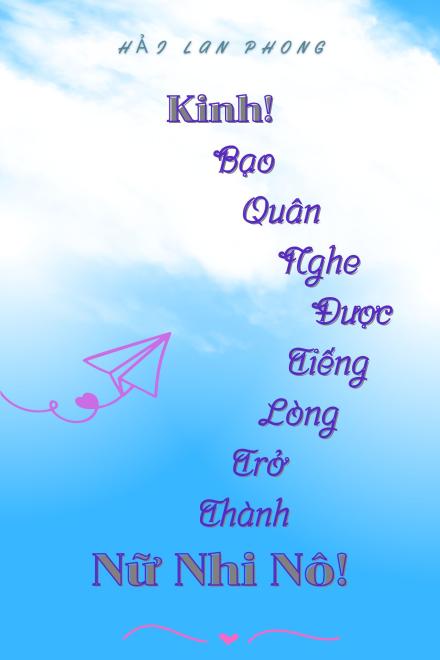 HẢI LAN PHONG
Kinh!
Bạo
Quân
Nghe
Được
Tiếng
Lòng
Trở
Thành
Nữ Nhi Nô!